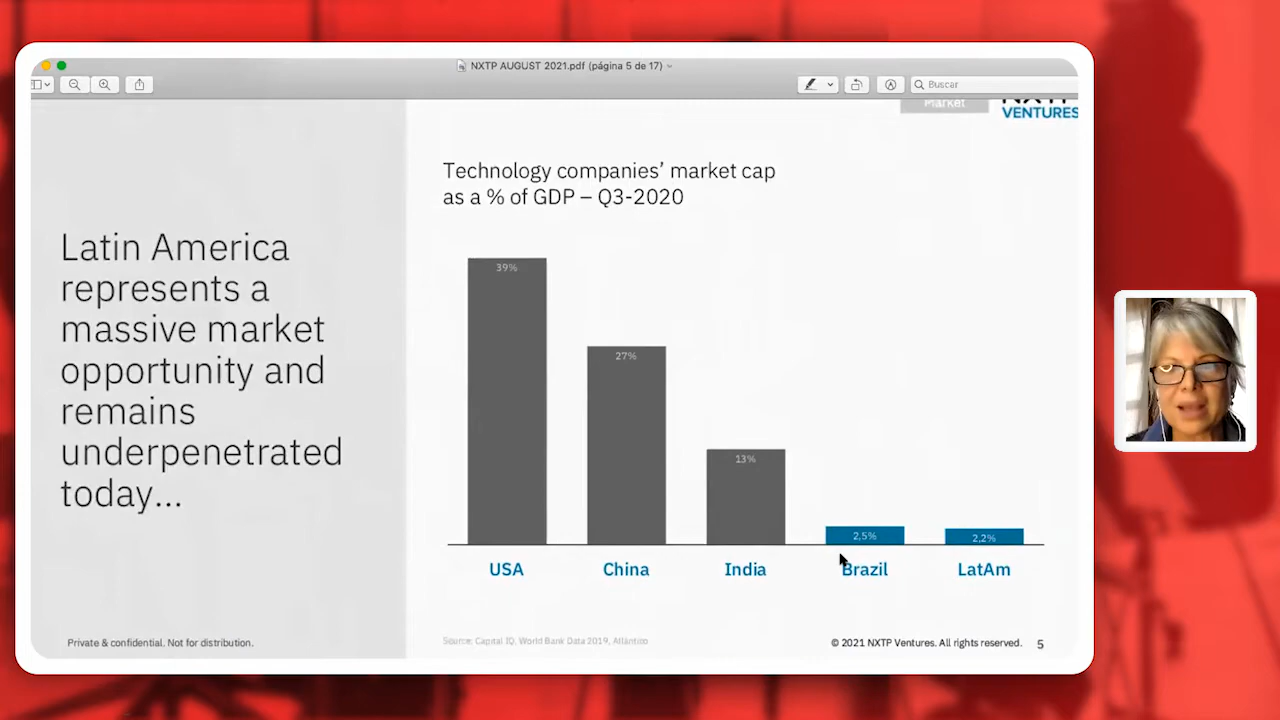 NXTP AUGUST 2021.pdf (página 5 de 17)
Buscar
Market
NXTP
VENTURES
Technology companies’ market cap
as a % of GDP – Q3-2020
Latin America
represents a
massive market
opportunity and
remains
underpenetrated
today...
39%
27%
13%
2,5%
2,2%
USA
China
India
Brazil
LatAm
Private & confidential. Not for distribution.
Source: Capital IQ, World Bank Data 2019, Atlántico
© 2021 NXTP Ventures. All rights reserved.
5